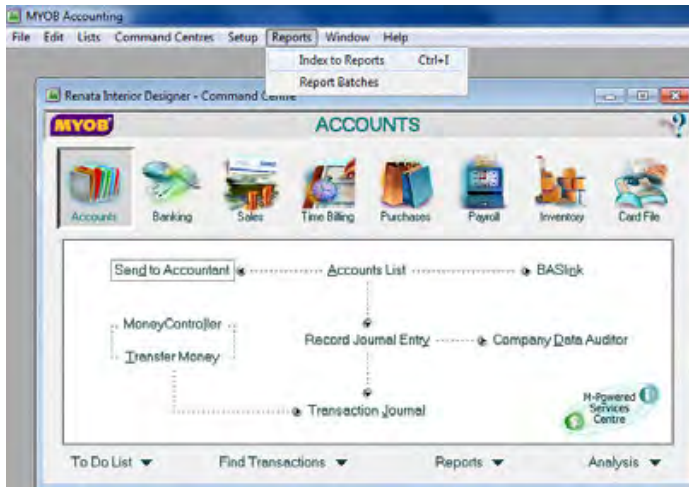 MYOB Accounting
File Edit Lists Command Centres Setup Reports Window Help
Index to Reports Ctrl+I
Report Batches
Renata Interior Designer - Command Centre
MYOB ACCOUNTS
Accounts Banking Sales Time Billing Purchases Payroll Inventory Card File
Send to Accountant Accounts List BASlink
MoneyController
Record Journal Entry Company Data Auditor
Transfer Money
M-Powered
Services
Centre
Transaction Journal
To Do List Find Transactions Reports Analysis